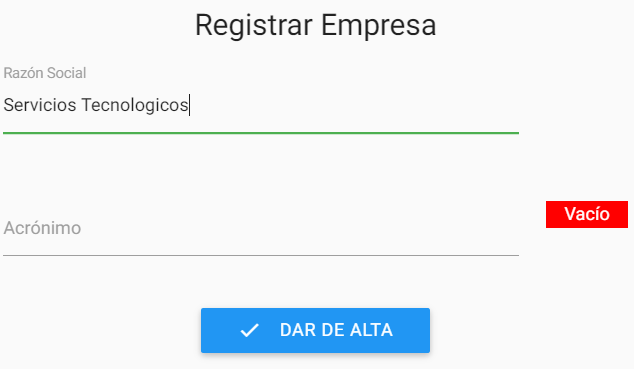 Registrar Empresa
Razón Social
Servicios Tecnologicos
Vacío
Acrónimo
DAR DE ALTA